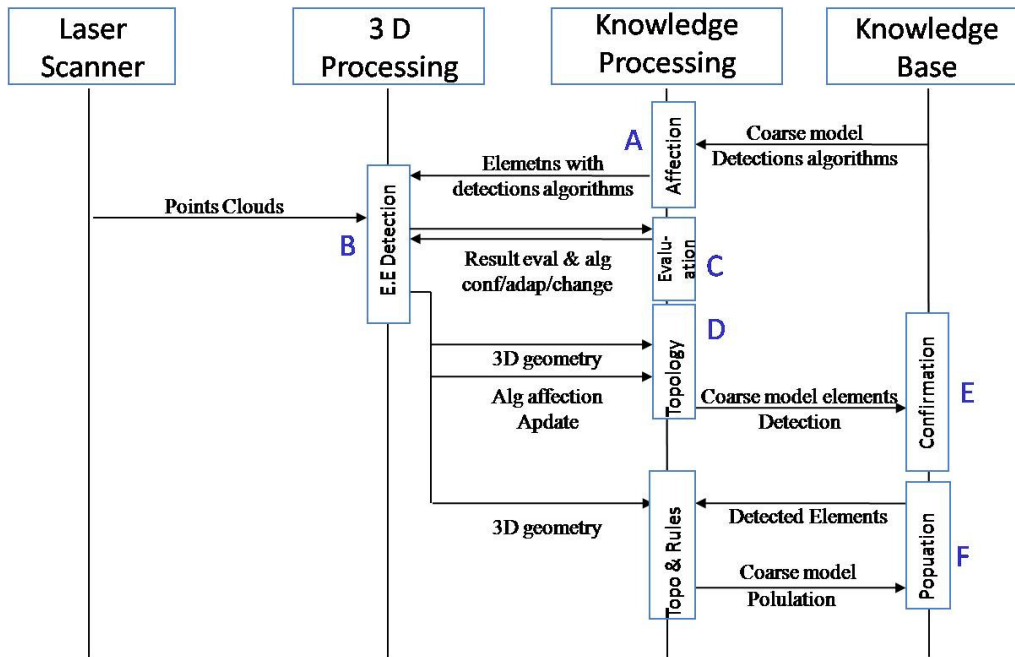 Laser
Scanner
3 D
Processing
Knowledge
Processing
Knowledge
Base
A
Affection
Coarse model
Detections algorithms
Elemetns with
detections algorithms
Points Clouds
B
E.E Detection
Evalu-
ation
C
Result eval & alg
conf/adap/change
D
Topology
3D geometry
Alg affection
Apdate
Coarse model elements
Detection
Confirmation
E
Topo & Rules
3D geometry
Detected Elements
Popuation
F
Coarse model
Polulation